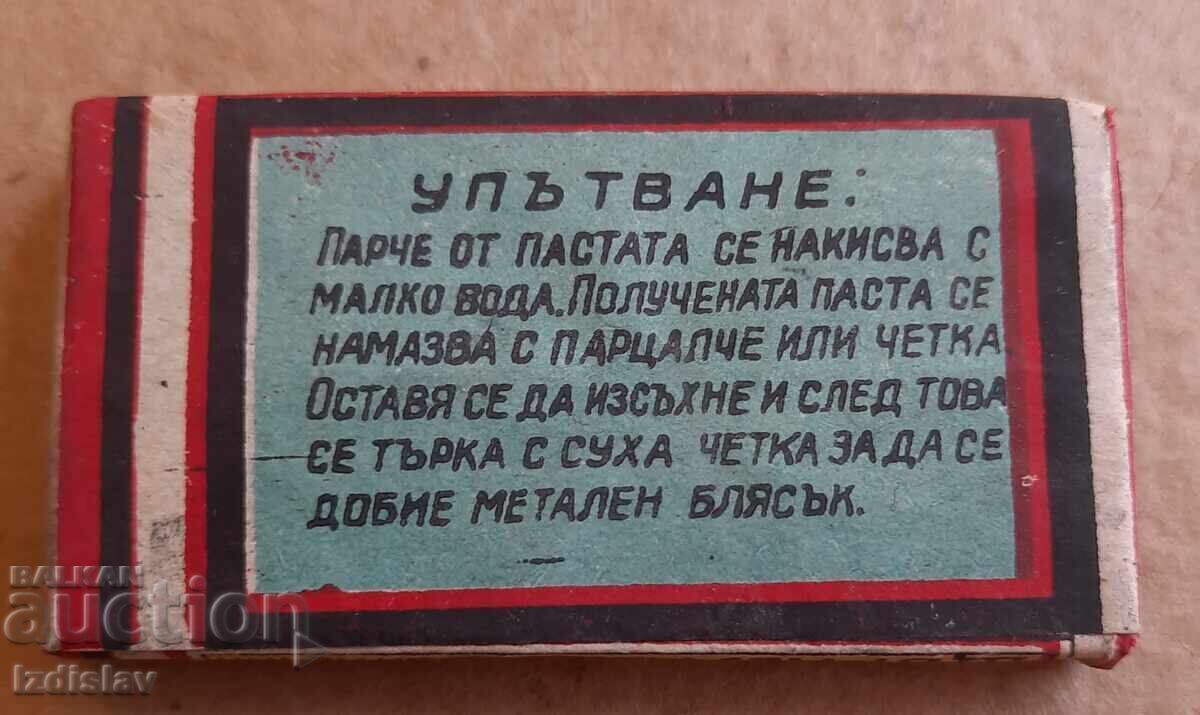 УПЪТВАНЕ:
ПАРЧЕ ОТ ПАСТАТА СЕ НАКИСВА С
МАЛКО ВОДА. ПОЛУЧЕНАТА ПАСТА СЕ
НАМАЗВА С ПАРЦАЛЧЕ ИЛИ ЧЕТКА
ОСТАВЯ СЕ ДА ИЗСЪХНЕ И СЛЕД ТОВА
СЕ ТЪРКА С СУХА ЧЕТКА ЗА ДА СЕ
ДОБИЕ МЕТАЛЕН БЛЯСЪК.
BALKAN
auction
Izdislav